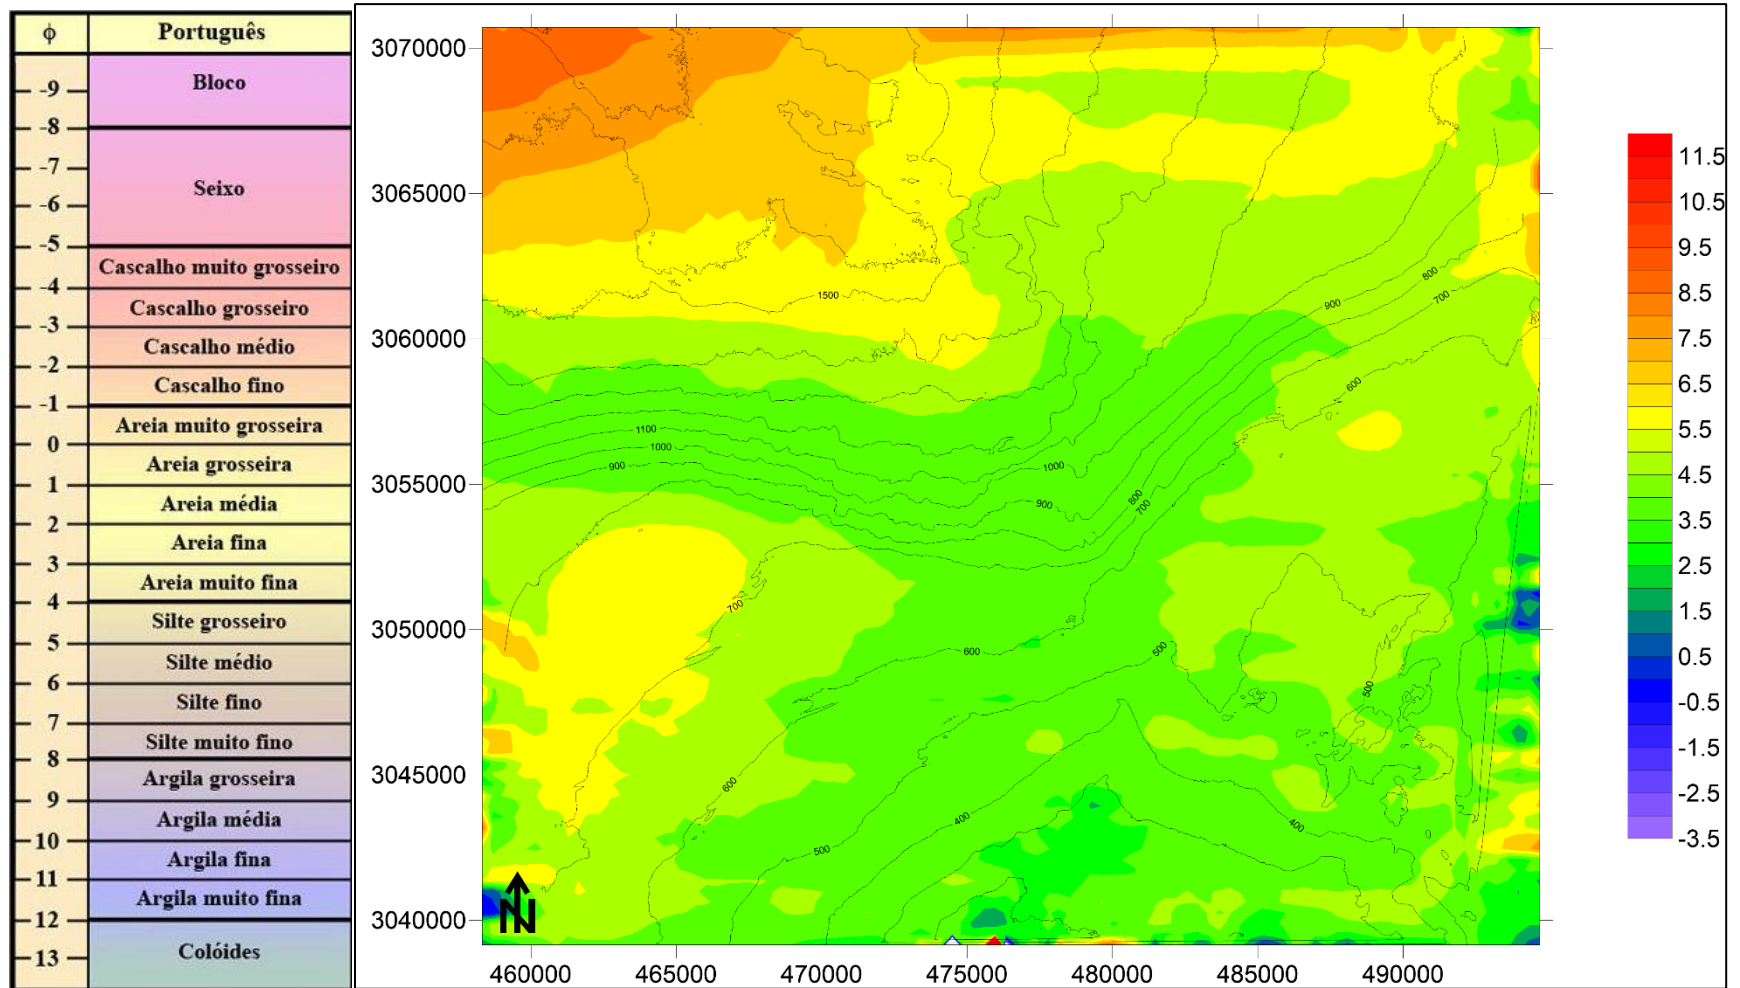 ϕ Português
Bloco
-9
-8
-7
Seixo
-6
-5
Cascalho muito grosseiro
-4
Cascalho grosseiro
-3
Cascalho médio
-2
Cascalho fino
-1
Areia muito grosseira
0
Areia grosseira
1
Areia média
2
Areia fina
3
Areia muito fina
4
Silte grosseiro
5
Silte médio
6
Silte fino
7
Silte muito fino
8
Argila grosseira
9
Argila média
10
Argila fina
11
Argila muito fina
12
Colóides
13
3070000
3065000
3060000
3055000
3050000
3045000
3040000
460000 465000 470000 475000 480000 485000 490000
1500
1100
1000
900
1000
900
800
700
900
800
700
600
700
600
500
600
500
400
500
400
N
11.5
10.5
9.5
8.5
7.5
6.5
5.5
4.5
3.5
2.5
1.5
0.5
-0.5
-1.5
-2.5
-3.5